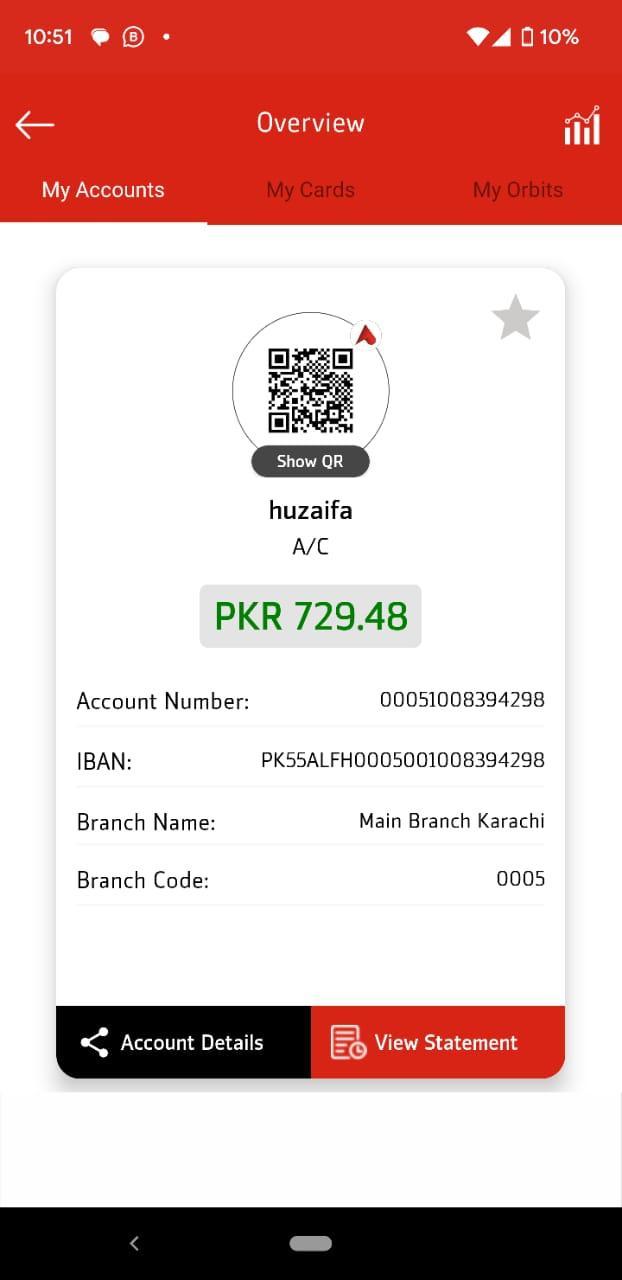 10:51 B 10%
Overview
My Accounts My Cards My Orbits
Show QR
huzaifa
A/C
PKR 729.48
Account Number: 00051008394298
IBAN: PK55ALFH0005001008394298
Branch Name: Main Branch Karachi
Branch Code: 0005
Account Details View Statement